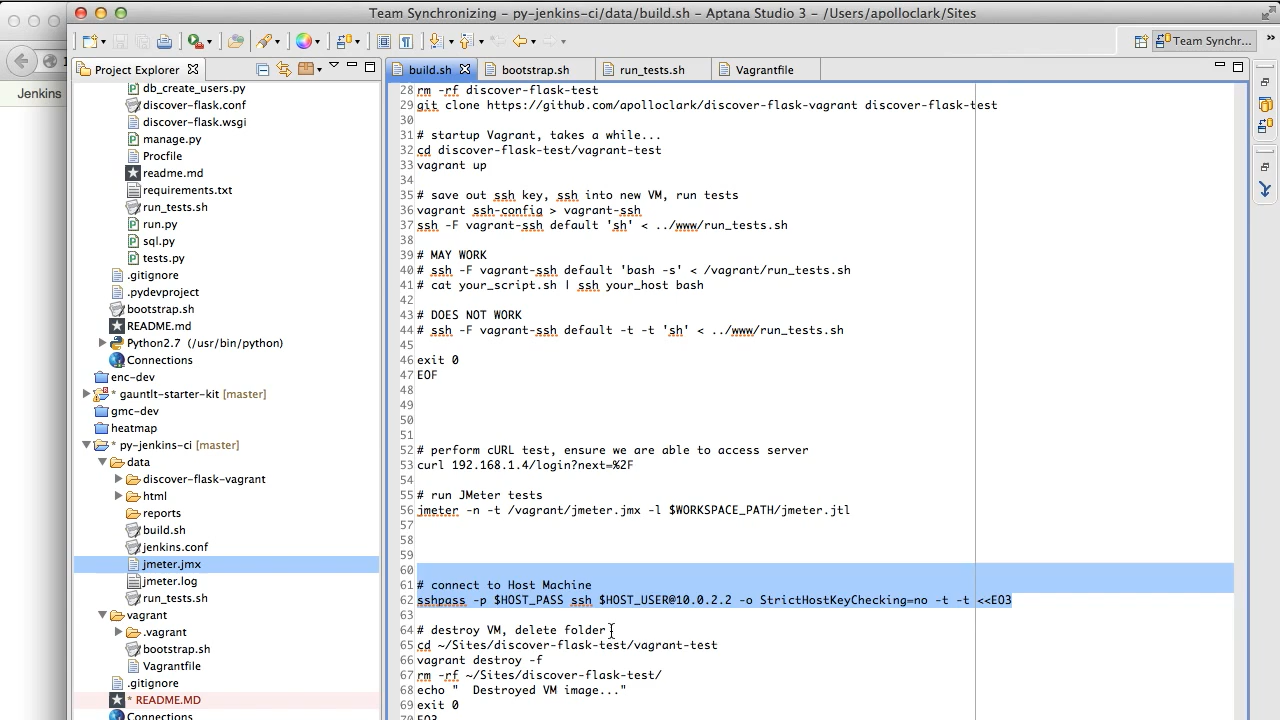 Team Synchronizing - py-jenkins-ci/data/build.sh - Aptana Studio 3 - /Users/apolloclark/Sites
Team Synchr...
»
Jenkins
Project Explorer
db_create_users.py
discover-flask.conf
discover-flask.wsgi
manage.py
Procfile
readme.md
requirements.txt
run_tests.sh
run.py
sql.py
tests.py
.gitignore
.pydevproject
bootstrap.sh
README.md
Python2.7 (/usr/bin/python)
Connections
enc-dev
* gauntlt-starter-kit [master]
gmc-dev
heatmap
* py-jenkins-ci [master]
data
discover-flask-vagrant
html
reports
build.sh
jenkins.conf
jmeter.jmx
jmeter.log
run_tests.sh
vagrant
.vagrant
bootstrap.sh
Vagrantfile
.gitignore
* README.MD
Connections
build.sh
bootstrap.sh
run_tests.sh
Vagrantfile
28 rm -rf discover-flask-test
29 git clone https://github.com/apolloclark/discover-flask-vagrant discover-flask-test
30
31 # startup Vagrant, takes a while...
32 cd discover-flask-test/vagrant-test
33 vagrant up
34
35 # save out ssh key, ssh into new VM, run tests
36 vagrant ssh-config > vagrant-ssh
37 ssh -F vagrant-ssh default 'sh' < ../www/run_tests.sh
38
39 # MAY WORK
40 # ssh -F vagrant-ssh default 'bash -s' < /vagrant/run_tests.sh
41 # cat your_script.sh | ssh your_host bash
42
43 # DOES NOT WORK
44 # ssh -F vagrant-ssh default -t -t 'sh' < ../www/run_tests.sh
45
46 exit 0
47 EOF
48
49
50
51
52 # perform cURL test, ensure we are able to access server
53 curl 192.168.1.4/login?next=%2F
54
55 # run JMeter tests
56 jmeter -n -t /vagrant/jmeter.jmx -l $WORKSPACE_PATH/jmeter.jtl
57
58
59
60
61 # connect to Host Machine
62 sshpass -p $HOST_PASS ssh $HOST_USER@10.0.2.2 -o StrictHostKeyChecking=no -t -t <<EO3
63
64 # destroy VM, delete folder
65 cd ~/Sites/discover-flask-test/vagrant-test
66 vagrant destroy -f
67 rm -rf ~/Sites/discover-flask-test/
68 echo "  Destroyed VM image..."
69 exit 0
70 EO3